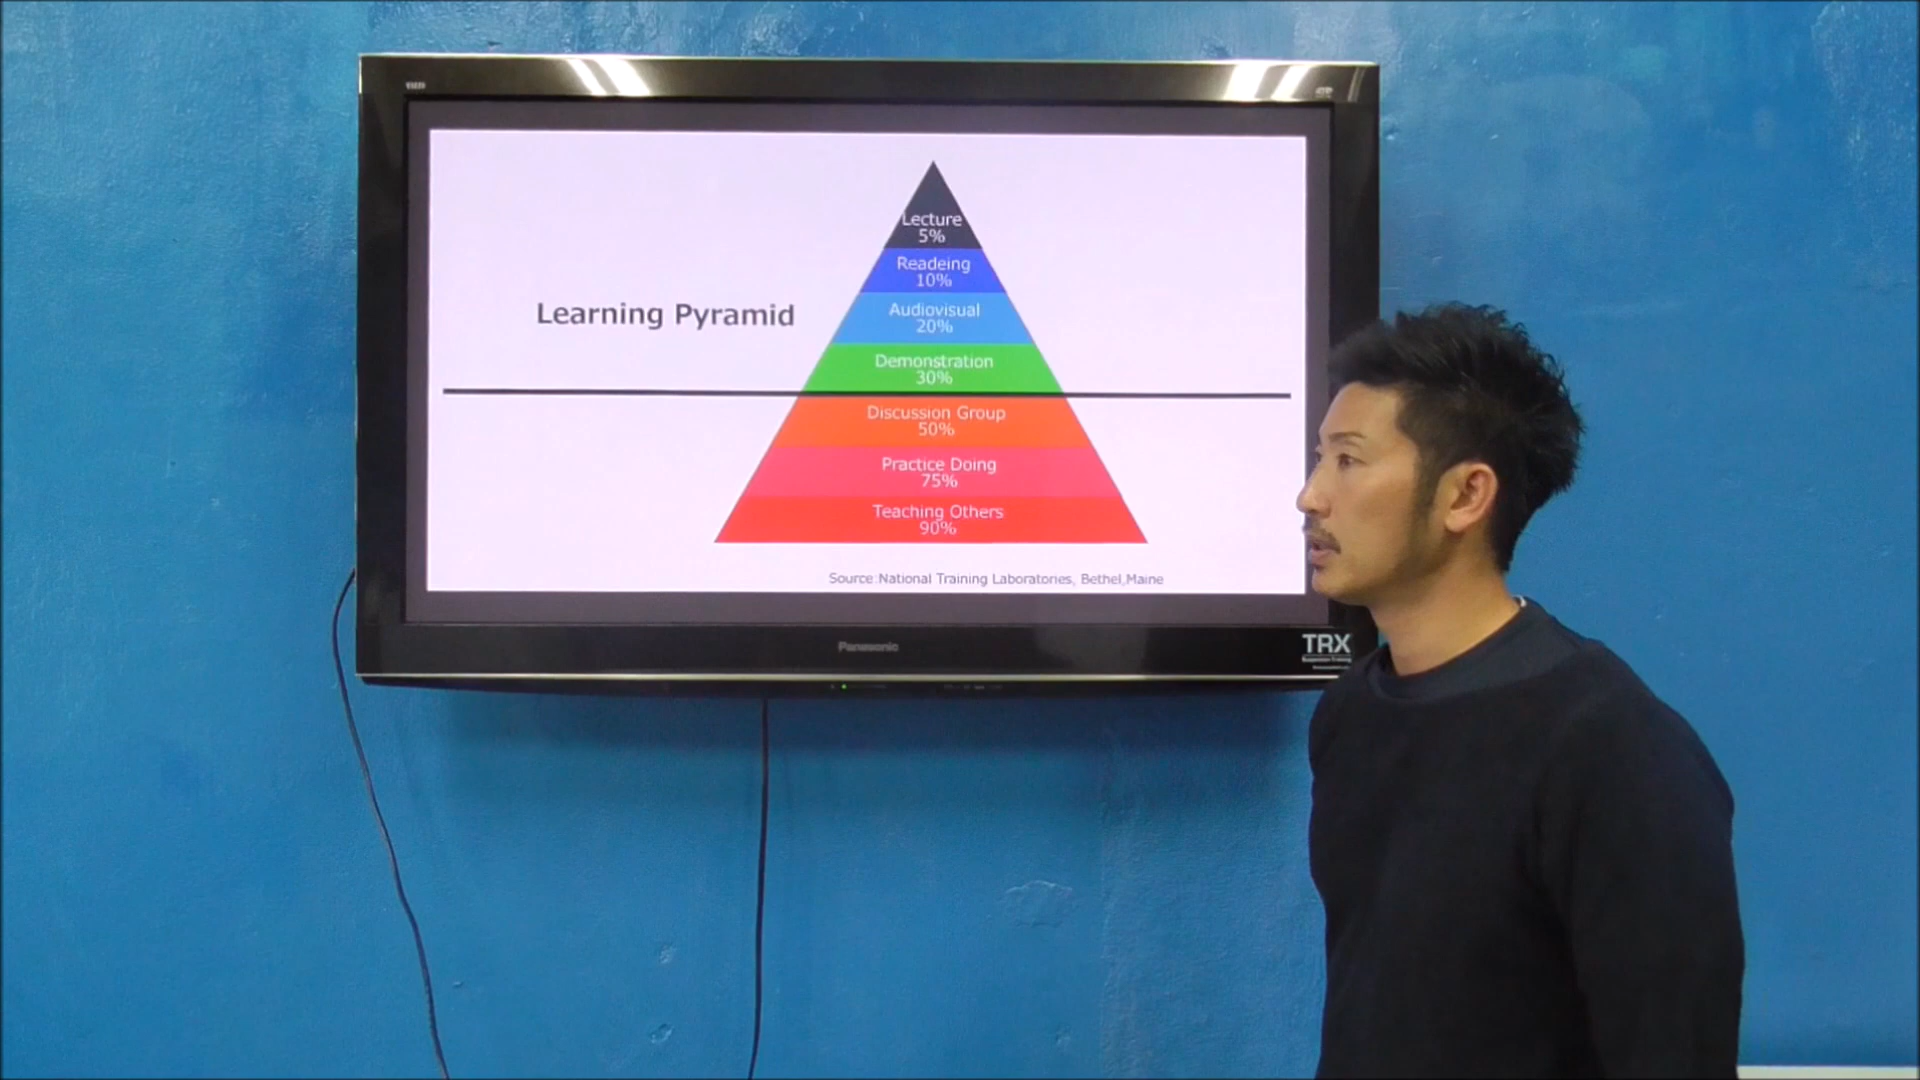 Lecture
5%
Readeing
10%
Audiovisual
20%
Learning Pyramid
Demonstration
30%
Discussion Group
50%
Practice Doing
75%
Teaching Others
90%
Source:National Training Laboratories, Bethel,Maine
Panasonic
TRX